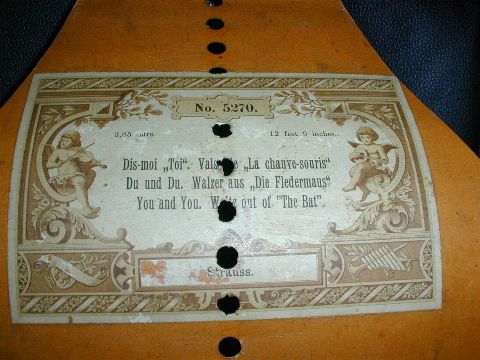 No. 5270.
3,85 mtrs. 12 feet 9 inches.
Dis-moi „Toi". Valse de „La chauve-souris"
Du und Du. Walzer aus „Die Fledermaus"
You and You. Waltz out of "The Bat".
Strauss.